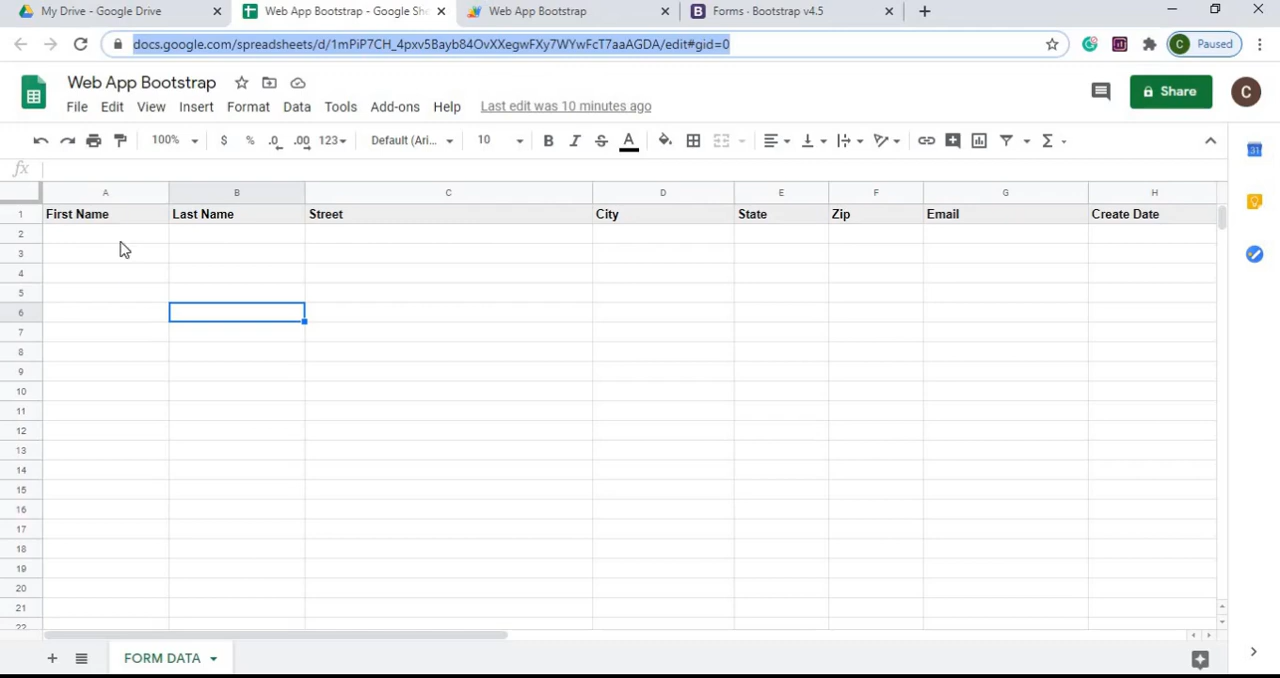 My Drive - Google Drive
Web App Bootstrap - Google She
Web App Bootstrap
Forms · Bootstrap v4.5
docs.google.com/spreadsheets/d/1mPiP7CH_4pxv5Bayb84OvXXegwFXy7WYwFcT7aaAGDA/edit#gid=0
C Paused
Web App Bootstrap
File Edit View Insert Format Data Tools Add-ons Help Last edit was 10 minutes ago
Share
C
100% $ % .0 .00 123 Default (Ari... 10 B I S A Σ
31
fx
A B C D E F G H
1 First Name Last Name Street City State Zip Email Create Date
2
3
4
5
6
7
8
9
10
11
12
13
14
15
16
17
18
19
20
21
22
FORM DATA